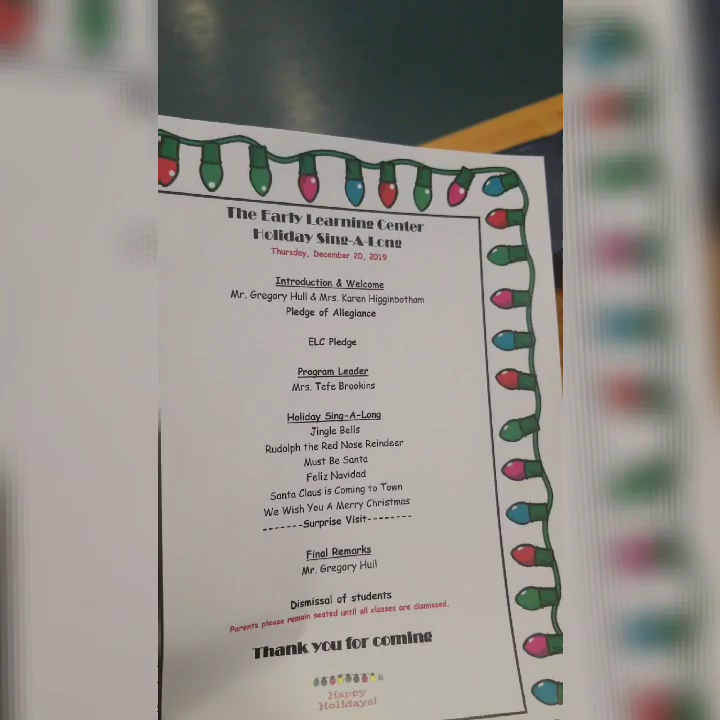 The Early Learning Center
Holiday Sing-A-Long
Thursday, December 20, 2019
Introduction & Welcome
Mr. Gregory Hull & Mrs. Karen Higginbotham
Pledge of Allegiance
ELC Pledge
Program Leader
Mrs. Tefe Brookins
Holiday Sing-A-Long
Jingle Bells
Rudolph the Red Nose Reindeer
Must Be Santa
Feliz Navidad
Santa Claus is Coming to Town
We Wish You A Merry Christmas
-------Surprise Visit--------
Final Remarks
Mr. Gregory Hull
Dismissal of students
Parents please remain seated until all classes are dismissed.
Thank you for coming
Happy
Holidays!